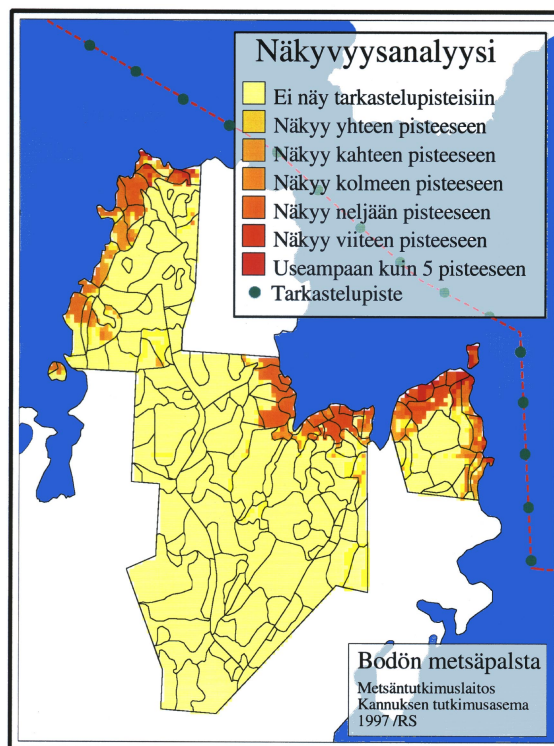 Näkyvyysanalyysi
Ei näy tarkastelupisteisiin
Näkyy yhteen pisteeseen
Näkyy kahteen pisteeseen
Näkyy kolmeen pisteeseen
Näkyy neljään pisteeseen
Näkyy viiteen pisteeseen
Useampaan kuin 5 pisteeseen
Tarkastelupiste
Bodön metsäpalsta
Metsäntutkimuslaitos
Kannuksen tutkimusasema
1997 /RS